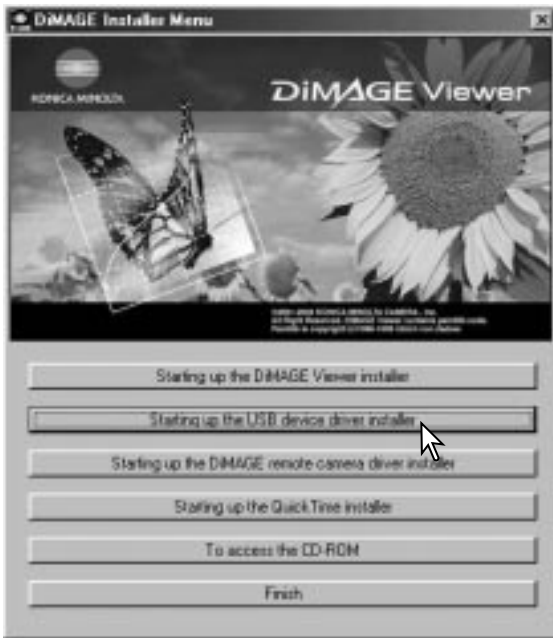 DiMAGE Installer Menu
KONICA MINOLTA
DiMAGE Viewer
Starting up the DiMAGE Viewer installer
Starting up the USB device driver installer
Starting up the DiMAGE remote camera driver installer
Starting up the QuickTime installer
To access the CD-ROM
Finish